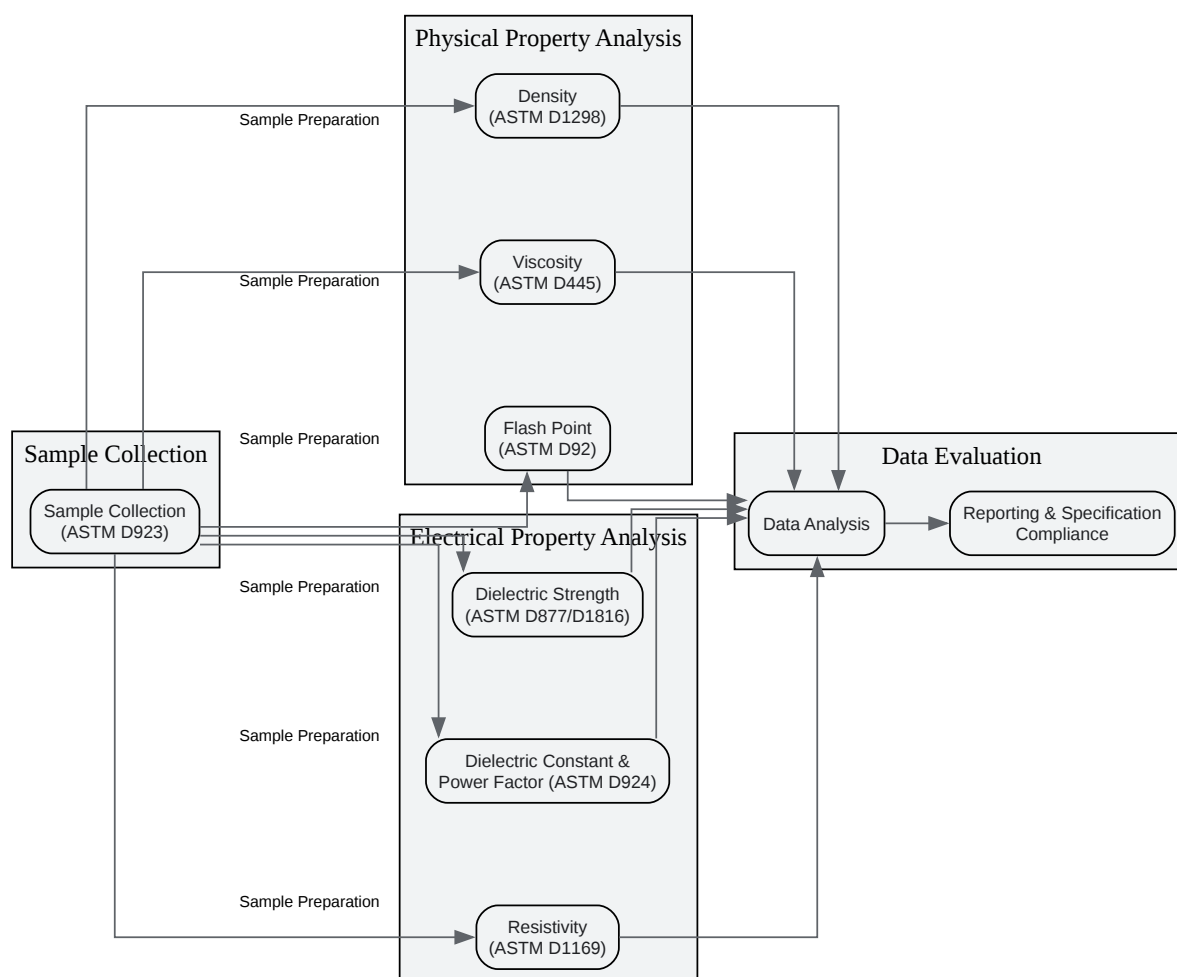 Physical Property Analysis
Density
(ASTM D1298)
Sample Preparation
Viscosity
(ASTM D445)
Sample Preparation
Flash Point
(ASTM D92)
Sample Preparation
Sample Collection
Sample Collection
(ASTM D923)
Data Evaluation
Data Analysis
Reporting & Specification
Compliance
Electrical Property Analysis
Sample Preparation
Dielectric Strength
(ASTM D877/D1816)
Sample Preparation
Dielectric Constant &
Power Factor (ASTM D924)
Sample Preparation
Resistivity
(ASTM D1169)